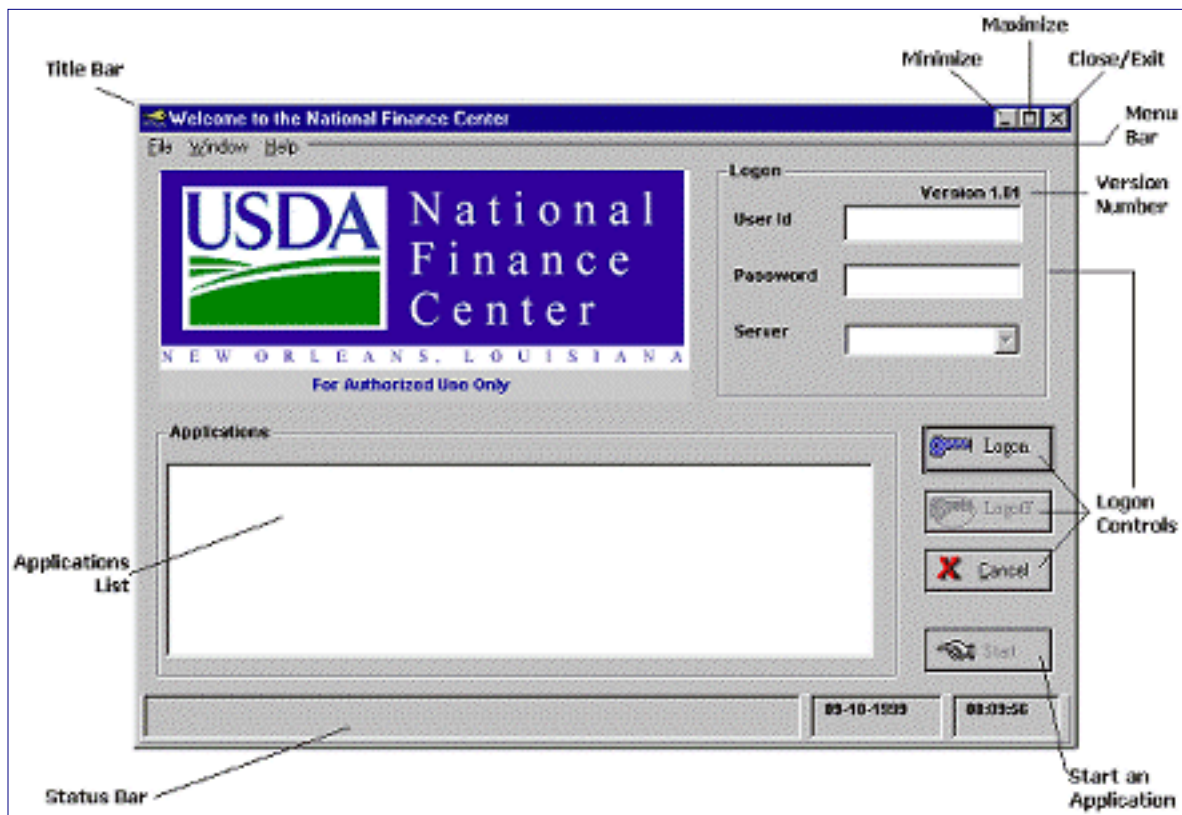 Maximize
Minimize
Close/Exit
Title Bar
Welcome to the National Finance Center
Menu
Bar
File Window Help
Logon
Version 1.01
Version
Number
USDA
National
Finance
Center
User Id
Password
Server
NEW ORLEANS, LOUISIANA
For Authorized Use Only
Applications
Logon
Logoff
Logon
Controls
Cancel
Applications
List
Start
09-10-1999
08:09:56
Status Bar
Start an
Application